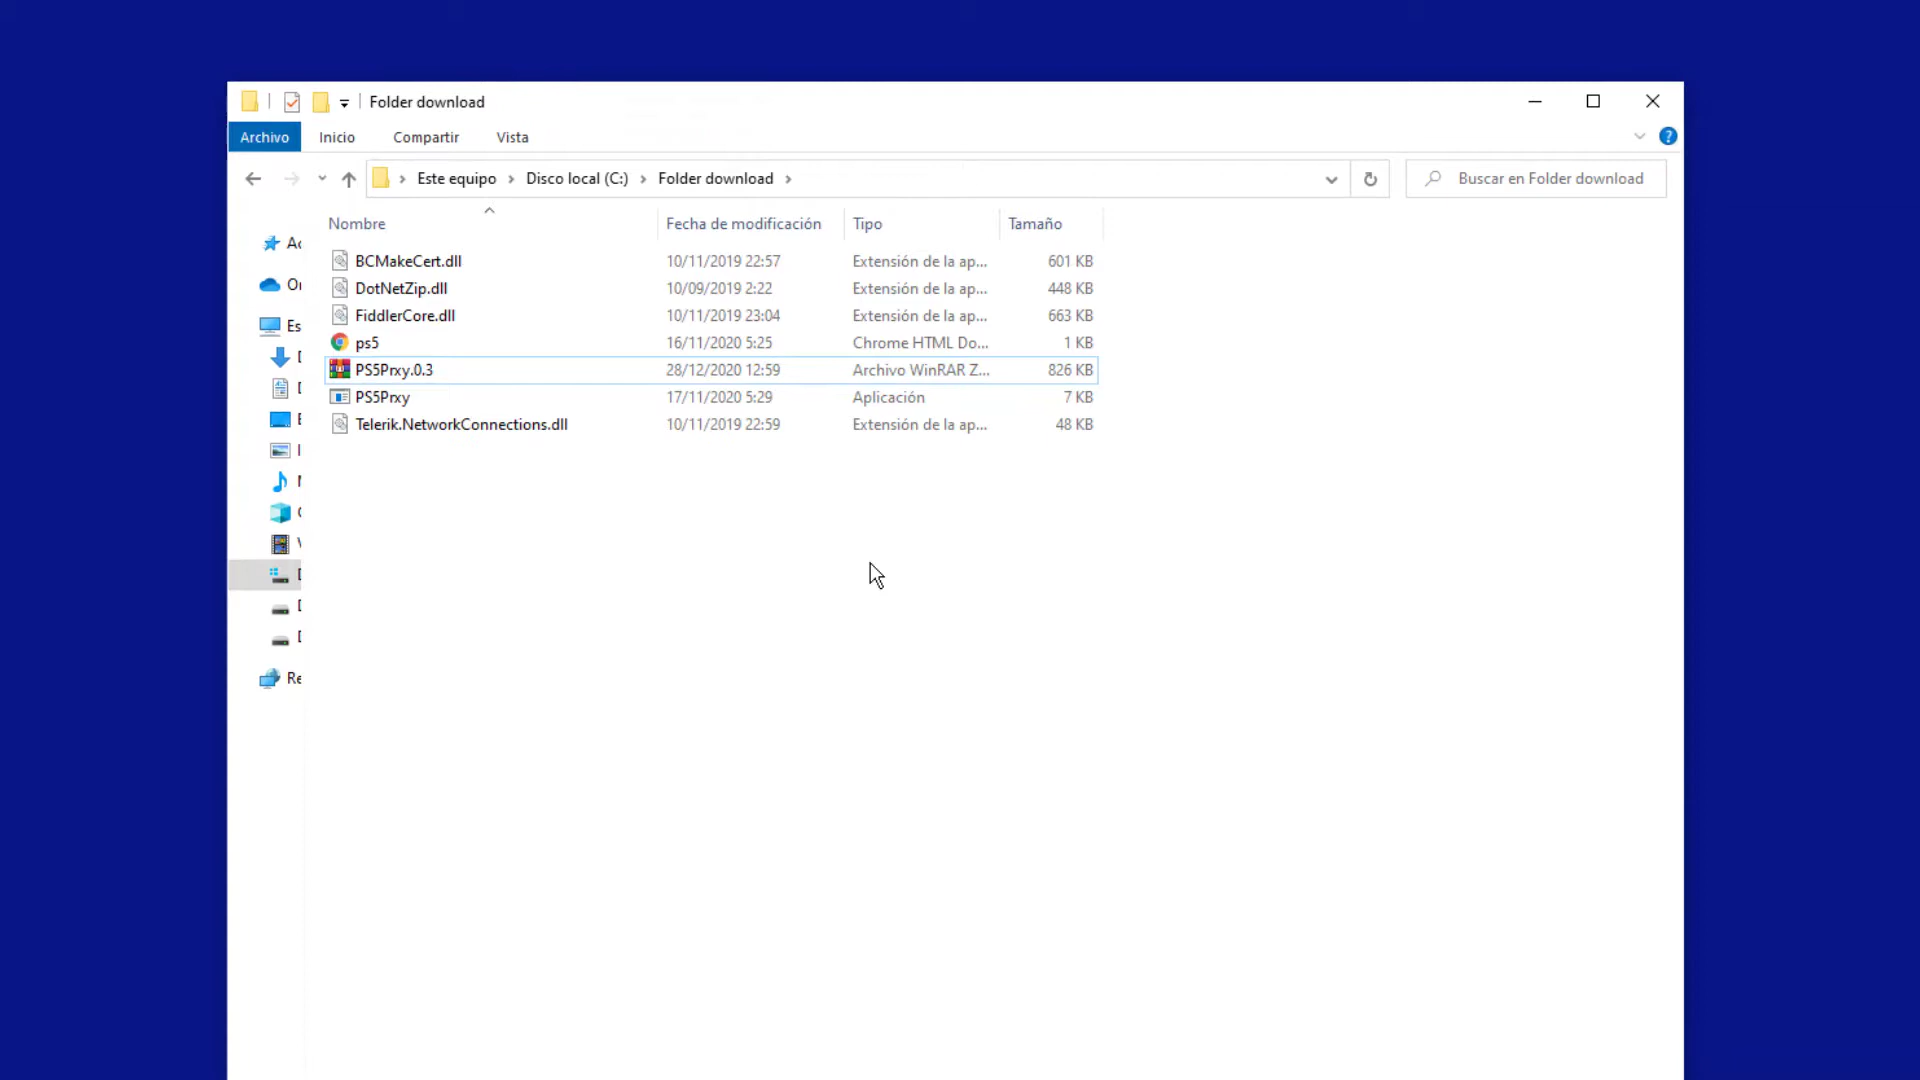 Folder download
Archivo Inicio Compartir Vista
Este equipo Disco local (C:) Folder download Buscar en Folder download
Nombre Fecha de modificación Tipo Tamaño
BCMakeCert.dll 10/11/2019 22:57 Extensión de la ap... 601 KB
DotNetZip.dll 10/09/2019 2:22 Extensión de la ap... 448 KB
FiddlerCore.dll 10/11/2019 23:04 Extensión de la ap... 663 KB
ps5 16/11/2020 5:25 Chrome HTML Do... 1 KB
PS5Prxy.0.3 28/12/2020 12:59 Archivo WinRAR Z... 826 KB
PS5Prxy 17/11/2020 5:29 Aplicación 7 KB
Telerik.NetworkConnections.dll 10/11/2019 22:59 Extensión de la ap... 48 KB
Es
Re